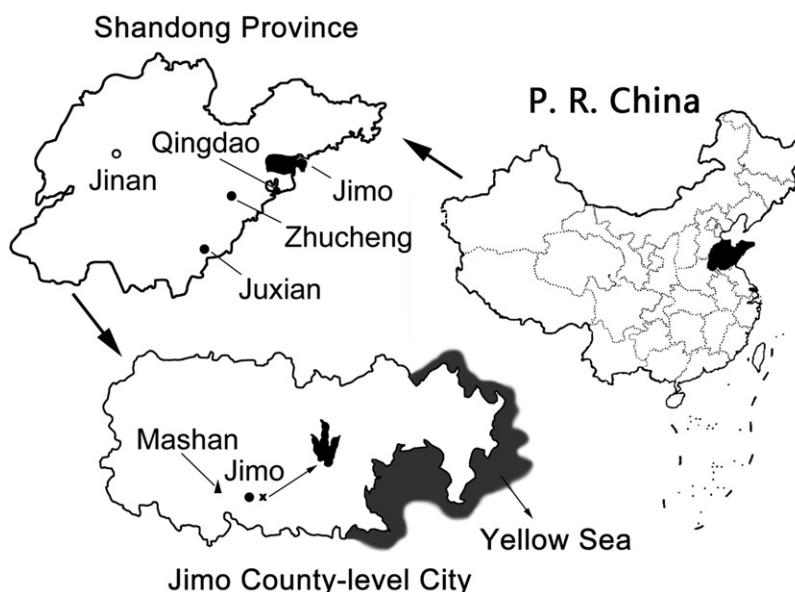 Shandong Province
P. R. China
Qingdao
Jinan
Jimo
Zhucheng
Juxian
Mashan
Jimo
Yellow Sea
Jimo County-level City